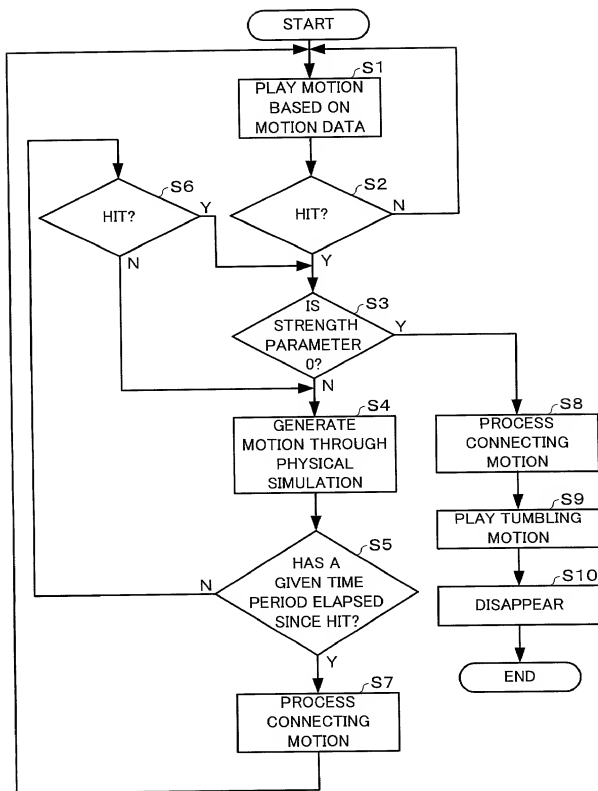 START
S1
PLAY MOTION
BASED ON
MOTION DATA
S6
HIT?
Y
N
S2
HIT?
N
Y
S3
IS
STRENGTH
PARAMETER
0?
Y
N
S4
GENERATE
MOTION THROUGH
PHYSICAL
SIMULATION
S5
HAS A
GIVEN TIME
PERIOD ELAPSED
SINCE HIT?
N
Y
S7
PROCESS
CONNECTING
MOTION
S8
PROCESS
CONNECTING
MOTION
S9
PLAY TUMBLING
MOTION
S10
DISAPPEAR
END